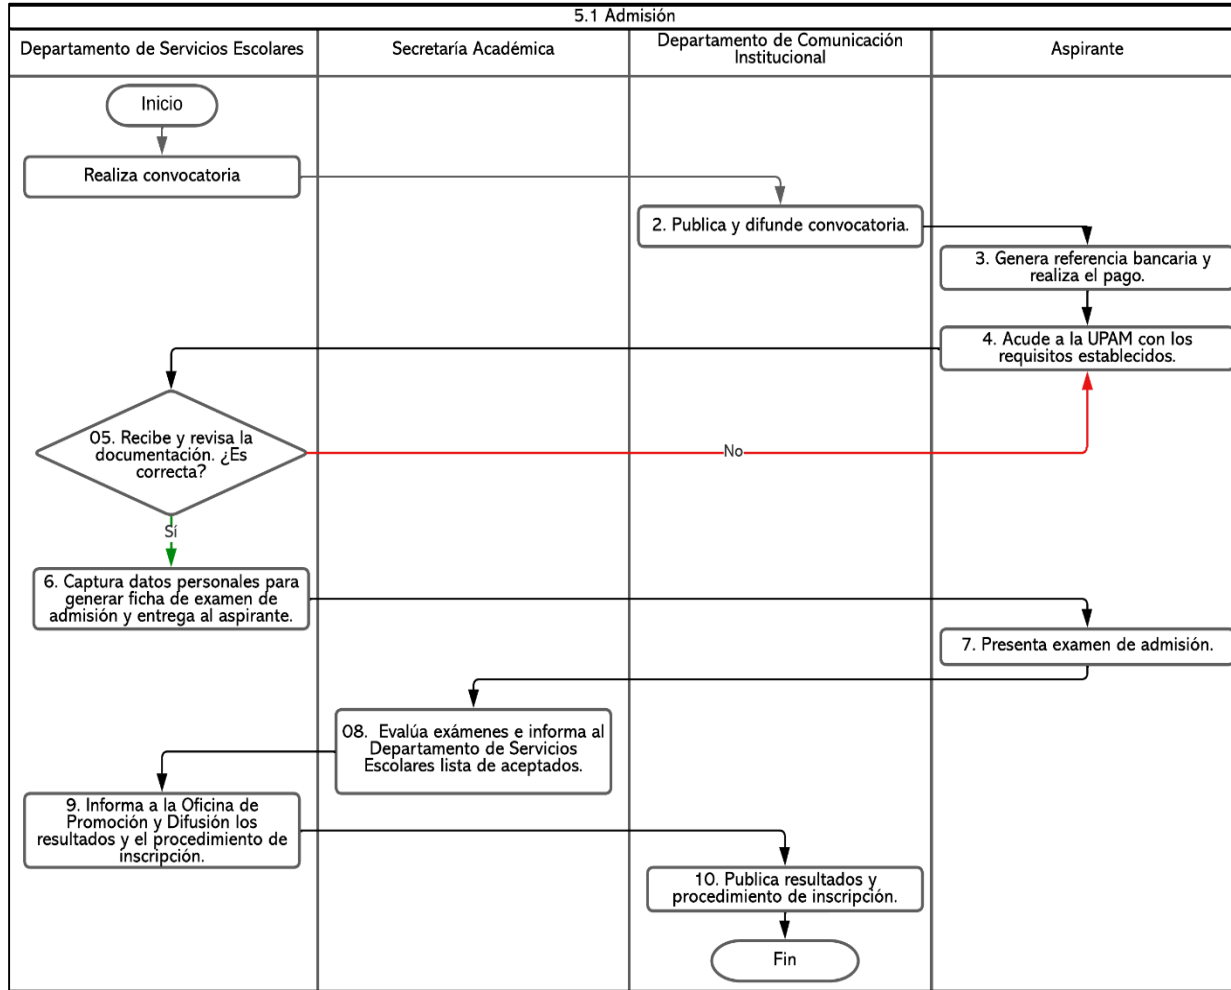 5.1 Admisión
Departamento de Servicios Escolares
Secretaría Académica
Departamento de Comunicación
Institucional
Aspirante
Inicio
Realiza convocatoria
2. Publica y difunde convocatoria.
3. Genera referencia bancaria y
realiza el pago.
4. Acude a la UPAM con los
requisitos establecidos.
05. Recibe y revisa la
documentación. ¿Es
correcta?
No
Sí
6. Captura datos personales para
generar ficha de examen de
admisión y entrega al aspirante.
7. Presenta examen de admisión.
08. Evalúa exámenes e informa al
Departamento de Servicios
Escolares lista de aceptados.
9. Informa a la Oficina de
Promoción y Difusión los
resultados y el procedimiento de
inscripción.
10. Publica resultados y
procedimiento de inscripción.
Fin